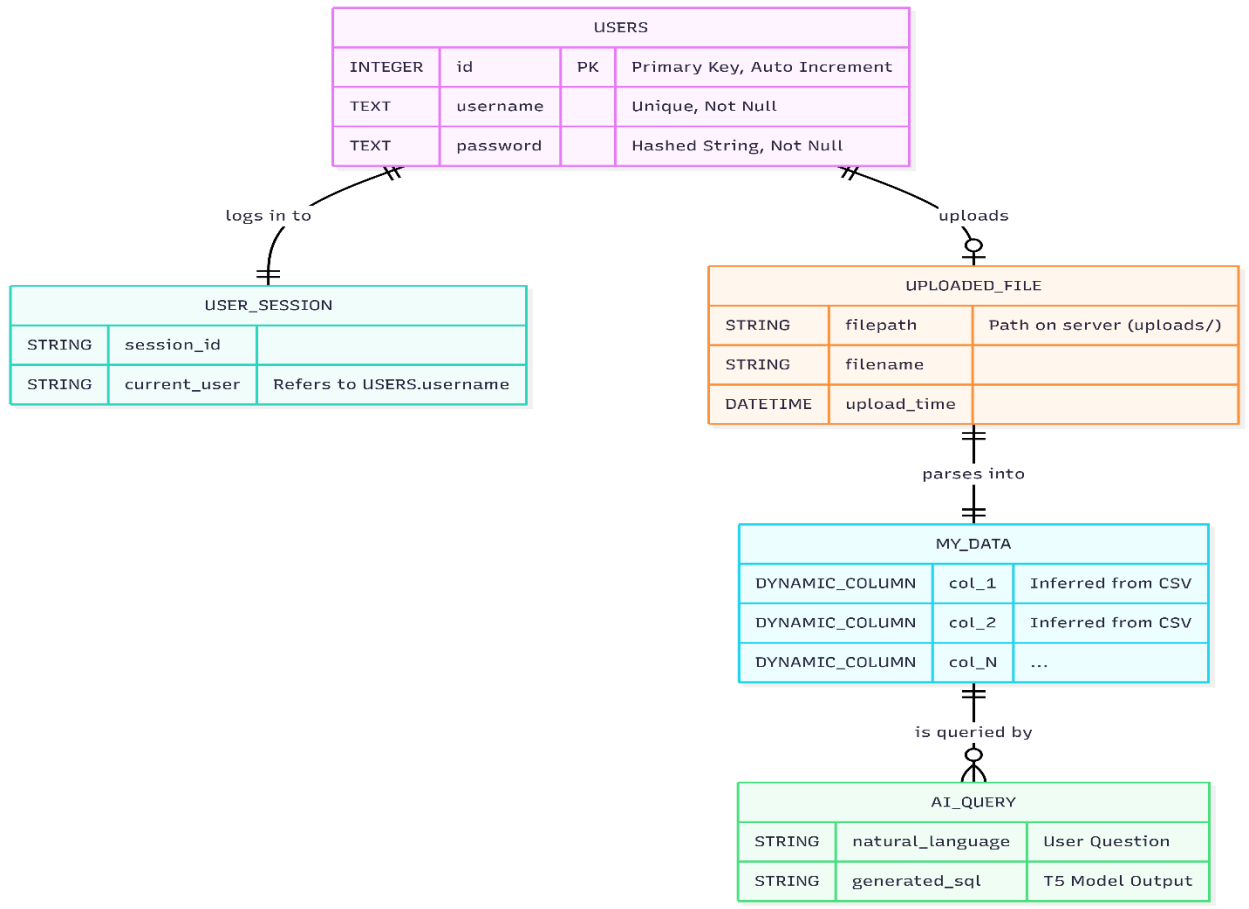 USERS
INTEGER id PK Primary Key, Auto Increment
TEXT username Unique, Not Null
TEXT password Hashed String, Not Null
logs in to
uploads
USER_SESSION
STRING session_id
STRING current_user Refers to USERS.username
UPLOADED_FILE
STRING filepath Path on server (uploads/)
STRING filename
DATETIME upload_time
parses into
MY_DATA
DYNAMIC_COLUMN col_1 Inferred from CSV
DYNAMIC_COLUMN col_2 Inferred from CSV
DYNAMIC_COLUMN col_N ...
is queried by
AI_QUERY
STRING natural_language User Question
STRING generated_sql T5 Model Output